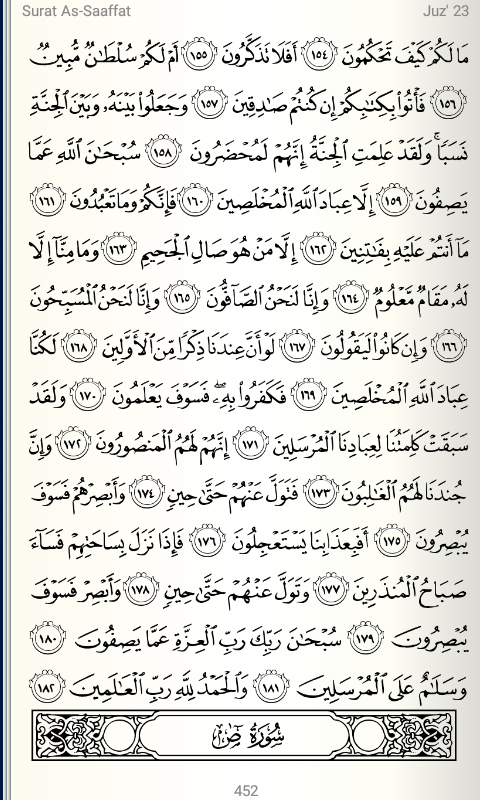 Surat As-Saaffat
Juz' 23
مَا لَكُمْ كَيْفَ تَحْكُمُونَ ١٥٤ أَفَلَا تَذَكَّرُونَ ١٥٥ أَمْ لَكُمْ سُلْطَٰنٌ مُّبِينٌ
١٥٦ فَأْتُوا۟ بِكِتَٰبِكُمْ إِن كُنتُمْ صَٰدِقِينَ ١٥٧ وَجَعَلُوا۟ بَيْنَهُۥ وَبَيْنَ ٱلْجِنَّةِ
نَسَبًا ۚ وَلَقَدْ عَلِمَتِ ٱلْجِنَّةُ إِنَّهُمْ لَمُحْضَرُونَ ١٥٨ سُبْحَٰنَ ٱللَّهِ عَمَّا
يَصِفُونَ ١٥٩ إِلَّا عِبَادَ ٱللَّهِ ٱلْمُخْلَصِينَ ١٦٠ فَإِنَّكُمْ وَمَا تَعْبُدُونَ ١٦١
مَآ أَنتُمْ عَلَيْهِ بِفَٰتِنِينَ ١٦٢ إِلَّا مَنْ هُوَ صَالِ ٱلْجَحِيمِ ١٦٣ وَمَا مِنَّآ إِلَّا
لَهُۥ مَقَامٌ مَّعْلُومٌ ١٦٤ وَإِنَّا لَنَحْنُ ٱلصَّآفُّونَ ١٦٥ وَإِنَّا لَنَحْنُ ٱلْمُسَبِّحُونَ
١٦٦ وَإِن كَانُوا۟ لَيَقُولُونَ ١٦٧ لَوْ أَنَّ عِندَنَا ذِكْرًا مِّنَ ٱلْأَوَّلِينَ ١٦٨ لَكُنَّا
عِبَادَ ٱللَّهِ ٱلْمُخْلَصِينَ ١٦٩ فَكَفَرُوا۟ بِهِۦ ۖ فَسَوْفَ يَعْلَمُونَ ١٧٠ وَلَقَدْ
سَبَقَتْ كَلِمَتُنَا لِعِبَادِنَا ٱلْمُرْسَلِينَ ١٧١ إِنَّهُمْ لَهُمُ ٱلْمَنصُورُونَ ١٧٢ وَإِنَّ
جُندَنَا لَهُمُ ٱلْغَٰلِبُونَ ١٧٣ فَتَوَلَّ عَنْهُمْ حَتَّىٰ حِينٍ ١٧٤ وَأَبْصِرْهُمْ فَسَوْفَ
يُبْصِرُونَ ١٧٥ أَفَبِعَذَابِنَا يَسْتَعْجِلُونَ ١٧٦ فَإِذَا نَزَلَ بِسَاحَتِهِمْ فَسَآءَ
صَبَاحُ ٱلْمُنذَرِينَ ١٧٧ وَتَوَلَّ عَنْهُمْ حَتَّىٰ حِينٍ ١٧٨ وَأَبْصِرْ فَسَوْفَ
يُبْصِرُونَ ١٧٩ سُبْحَٰنَ رَبِّكَ رَبِّ ٱلْعِزَّةِ عَمَّا يَصِفُونَ ١٨٠
وَسَلَٰمٌ عَلَى ٱلْمُرْسَلِينَ ١٨١ وَٱلْحَمْدُ لِلَّهِ رَبِّ ٱلْعَٰلَمِينَ ١٨٢
سُورَةُ صٓ
452